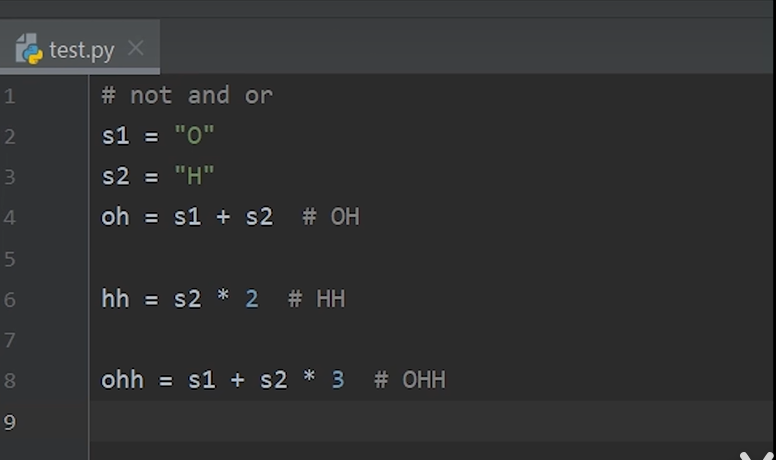 test.py
1 # not and or
2 s1 = "O"
3 s2 = "H"
4 oh = s1 + s2  # OH
5
6 hh = s2 * 2  # HH
7
8 ohh = s1 + s2 * 3  # OHH
9